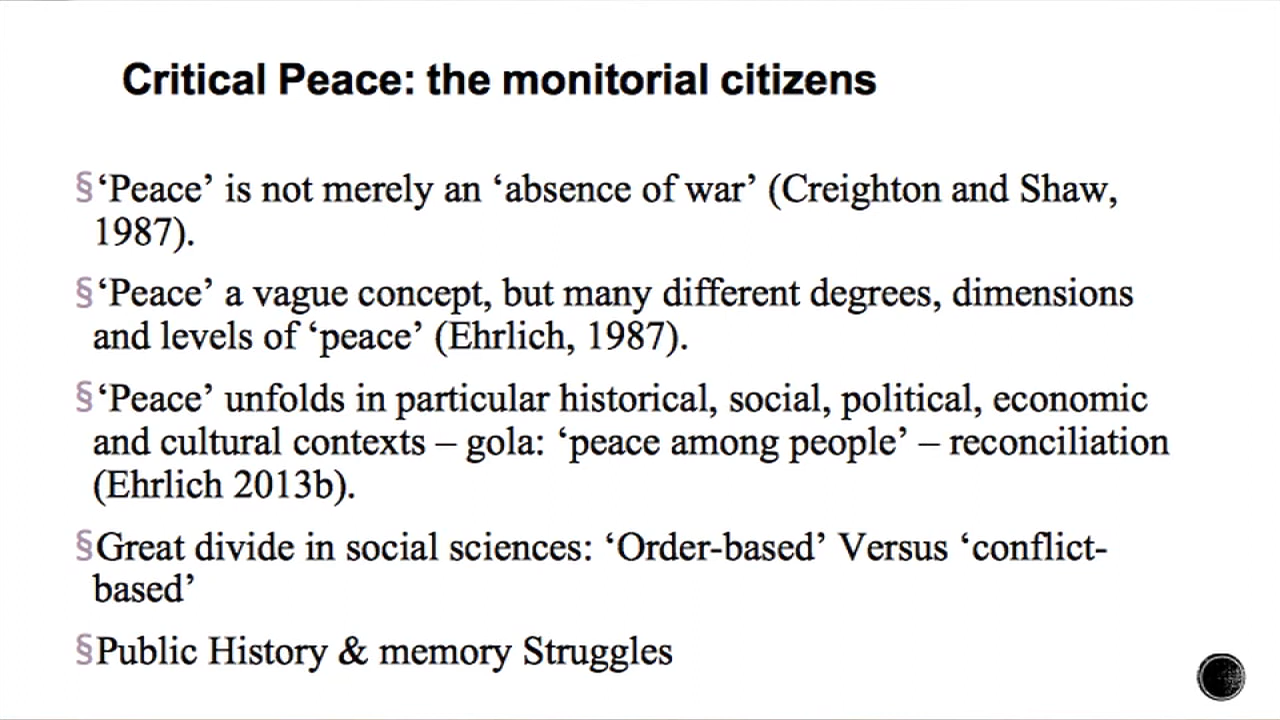 Critical Peace: the monitorial citizens
§‘Peace’ is not merely an ‘absence of war’ (Creighton and Shaw,
1987).
§‘Peace’ a vague concept, but many different degrees, dimensions
and levels of ‘peace’ (Ehrlich, 1987).
§‘Peace’ unfolds in particular historical, social, political, economic
and cultural contexts – gola: ‘peace among people’ – reconciliation
(Ehrlich 2013b).
§Great divide in social sciences: ‘Order-based’ Versus ‘conflict-
based’
§Public History & memory Struggles